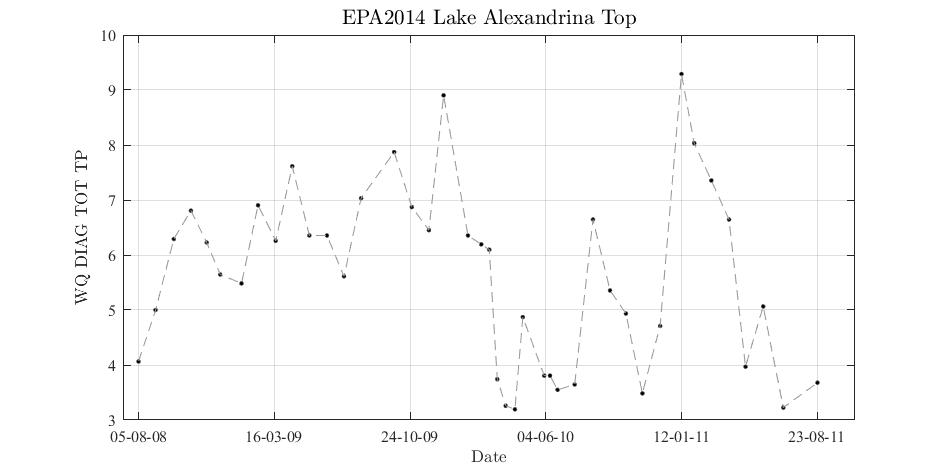 EPA2014 Lake Alexandrina Top
WQ DIAG TOT TP
10
9
8
7
6
5
4
3
05-08-08 16-03-09 24-10-09 04-06-10 12-01-11 23-08-11
Date